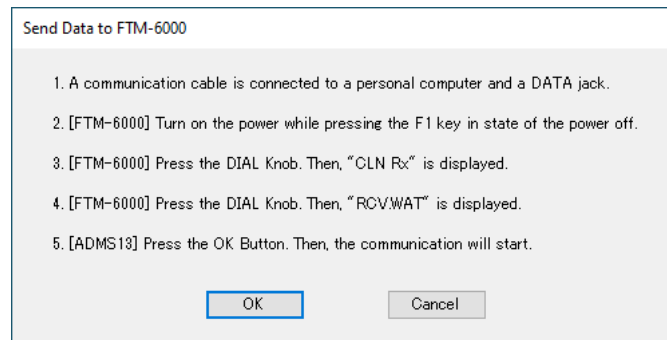 Send Data to FTM-6000
1. A communication cable is connected to a personal computer and a DATA jack.
2. [FTM-6000] Turn on the power while pressing the F1 key in state of the power off.
3. [FTM-6000] Press the DIAL Knob. Then, "CLN Rx" is displayed.
4. [FTM-6000] Press the DIAL Knob. Then, "RCV.WAT" is displayed.
5. [ADMS13] Press the OK Button. Then, the communication will start.
OK Cancel